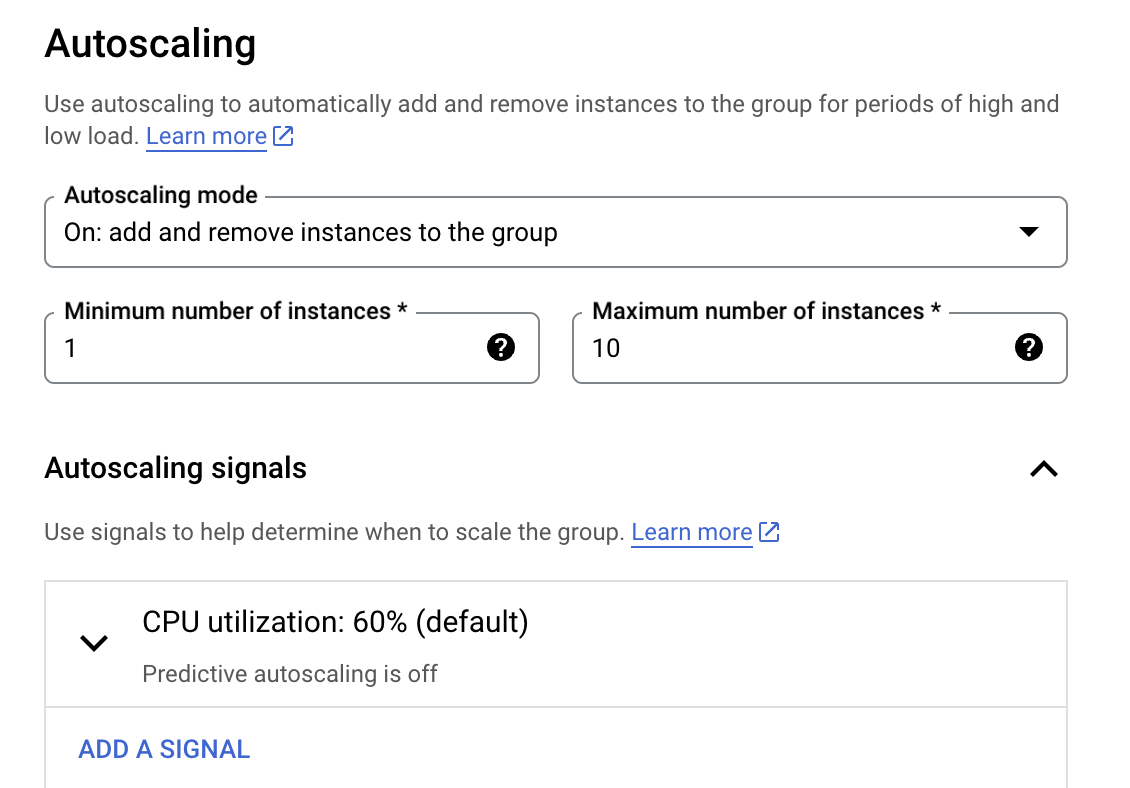 Autoscaling
Use autoscaling to automatically add and remove instances to the group for periods of high and
low load. Learn more
Autoscaling mode
On: add and remove instances to the group
Minimum number of instances *
1
Maximum number of instances *
10
Autoscaling signals
Use signals to help determine when to scale the group. Learn more
CPU utilization: 60% (default)
Predictive autoscaling is off
ADD A SIGNAL